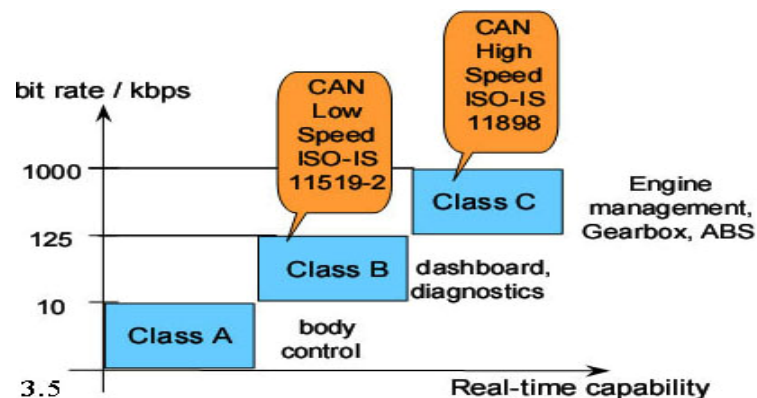 bit rate / kbps
CAN
Low
Speed
ISO-IS
11519-2
CAN
High
Speed
ISO-IS
11898
1000
Class C
Engine
management,
Gearbox, ABS
125
Class B
dashboard,
diagnostics
10
Class A
body
control
3.5
Real-time capability